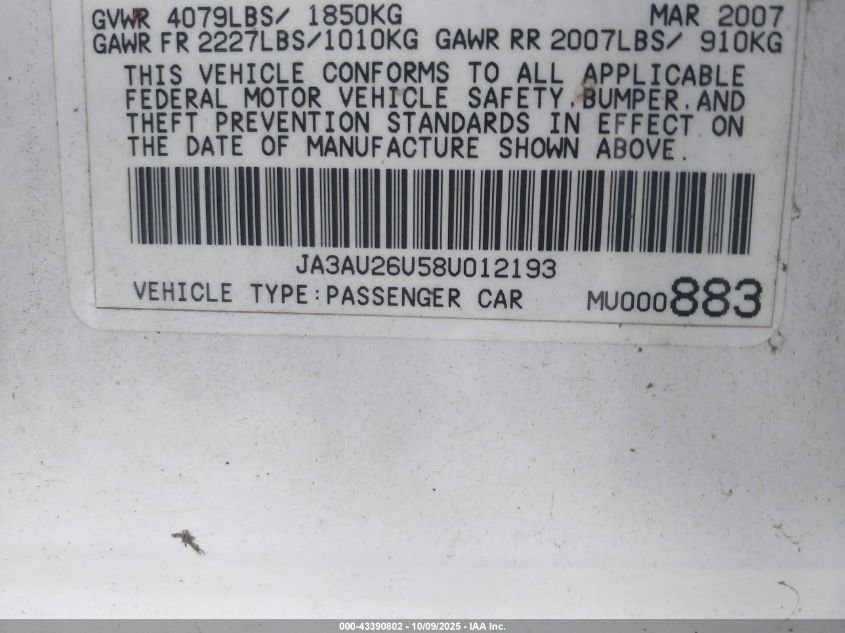 GVWR 4079LBS/ 1850KG MAR 2007
GAWR FR 2227LBS/1010KG GAWR RR 2007LBS/ 910KG
THIS VEHICLE CONFORMS TO ALL APPLICABLE
FEDERAL MOTOR VEHICLE SAFETY, BUMPER, AND
THEFT PREVENTION STANDARDS IN EFFECT ON
THE DATE OF MANUFACTURE SHOWN ABOVE.
JA3AU26U58U012193
VEHICLE TYPE:PASSENGER CAR MU000883
000-43390802 - 10/09/2025 - IAA Inc.